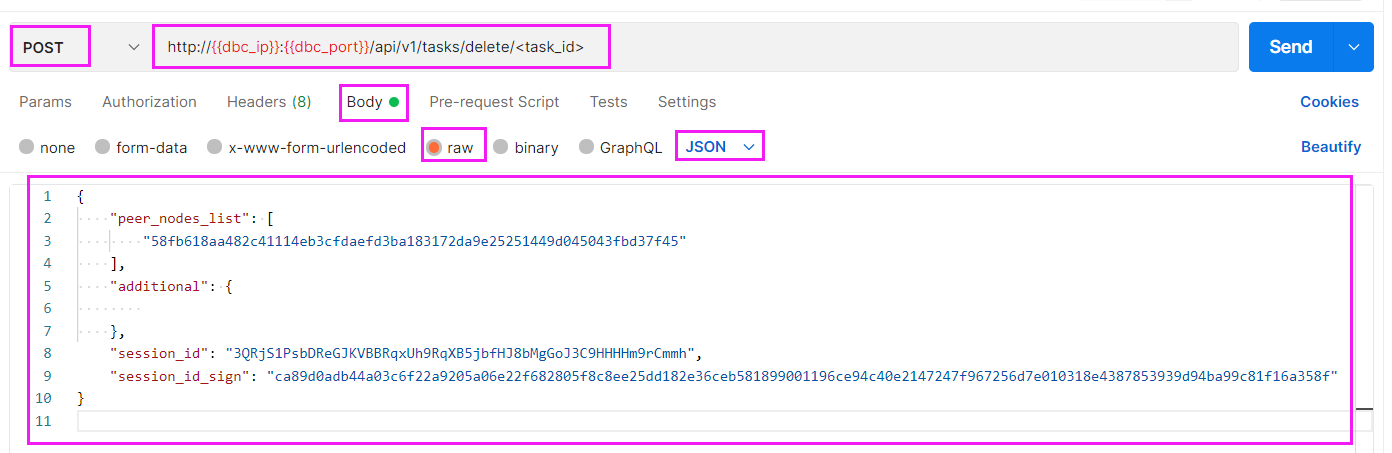 POST http://{{dbc_ip}}:{{dbc_port}}/api/v1/tasks/delete/<task_id> Send
Params Authorization Headers (8) Body Pre-request Script Tests Settings Cookies
none form-data x-www-form-urlencoded raw binary GraphQL JSON Beautify
1 {
2 "peer_nodes_list": [
3 "58fb618aa482c41114eb3cfdaefd3ba183172da9e25251449d045043fbd37f45"
4 ],
5 "additional": {
6
7 },
8 "session_id": "3QRjS1PsbDReGJKVBBRqxUh9RqXB5jbfHJ8bMgGoJ3C9HHHHm9rCmmh",
9 "session_id_sign": "ca89d0adb44a03c6f22a9205a06e22f682805f8c8ee25dd182e36ceb581899001196ce94c40e2147247f967256d7e010318e4387853939d94ba99c81f16a358f"
10 }
11